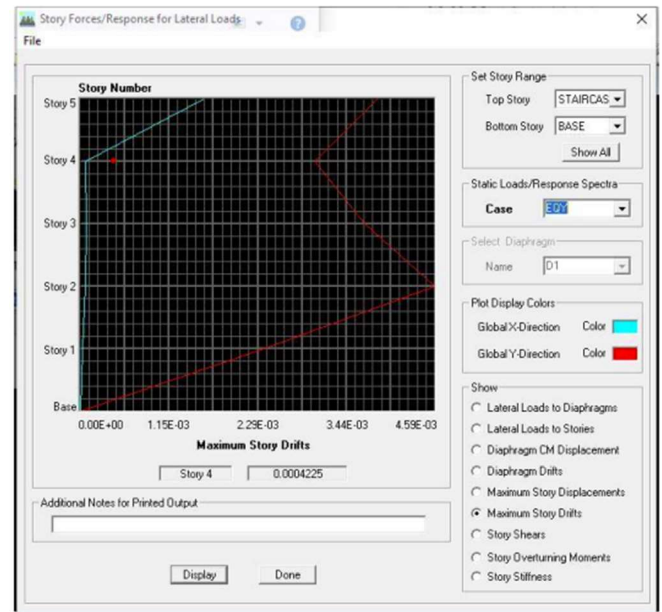 Story Forces/Response for Lateral Loads
File
Story Number
Story 5
Story 4
Story 3
Story 2
Story 1
Base
0.00E+00 1.15E-03 2.29E-03 3.44E-03 4.59E-03
Maximum Story Drifts
Story 4 0.0004225
Additional Notes for Printed Output
Display Done
Set Story Range
Top Story STAIRCAS
Bottom Story BASE
Show All
Static Loads/Response Spectra
Case EQY
Select Diaphragm
Name D1
Plot Display Colors
Global X-Direction Color
Global Y-Direction Color
Show
Lateral Loads to Diaphragms
Lateral Loads to Stories
Diaphragm CM Displacement
Diaphragm Drifts
Maximum Story Displacements
Maximum Story Drifts
Story Shears
Story Overturning Moments
Story Stiffness